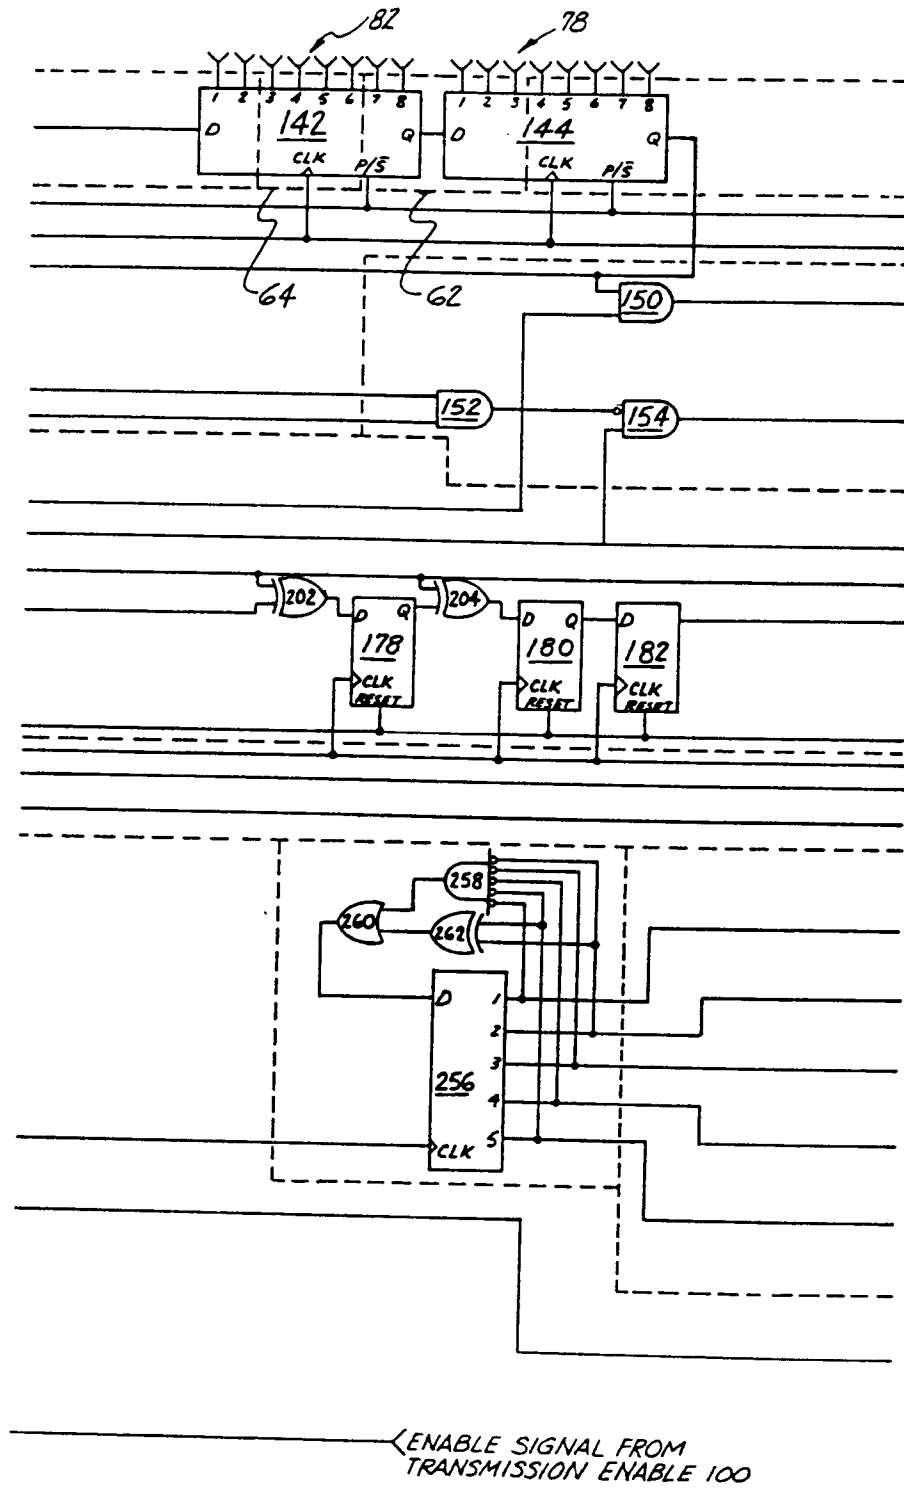 82
78
1 2 3 4 5 6 7 8
1 2 3 4 5 6 7 8
D 142 Q
D 144 Q
CLK P/S̅
CLK P/S̅
64
62
150
152
154
202
204
D Q
178
CLK
RESET
D Q
180
CLK
RESET
D
182
CLK
RESET
258
260
262
D 1
2
3
256
4
5
CLK
ENABLE SIGNAL FROM
TRANSMISSION ENABLE 100